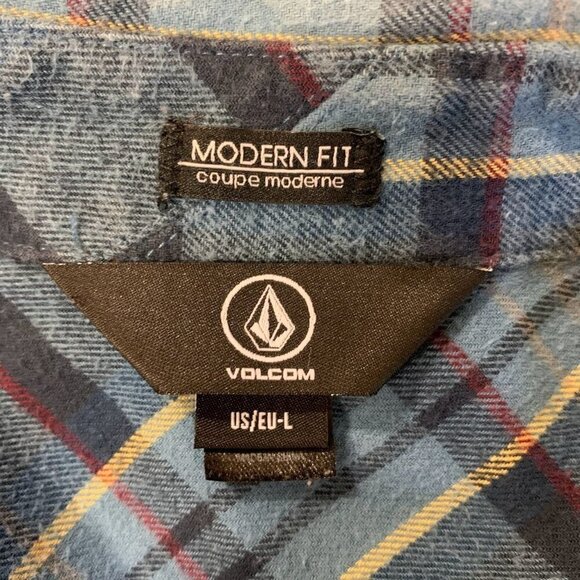 MODERN FIT
coupe moderne
VOLCOM
US/EU-L